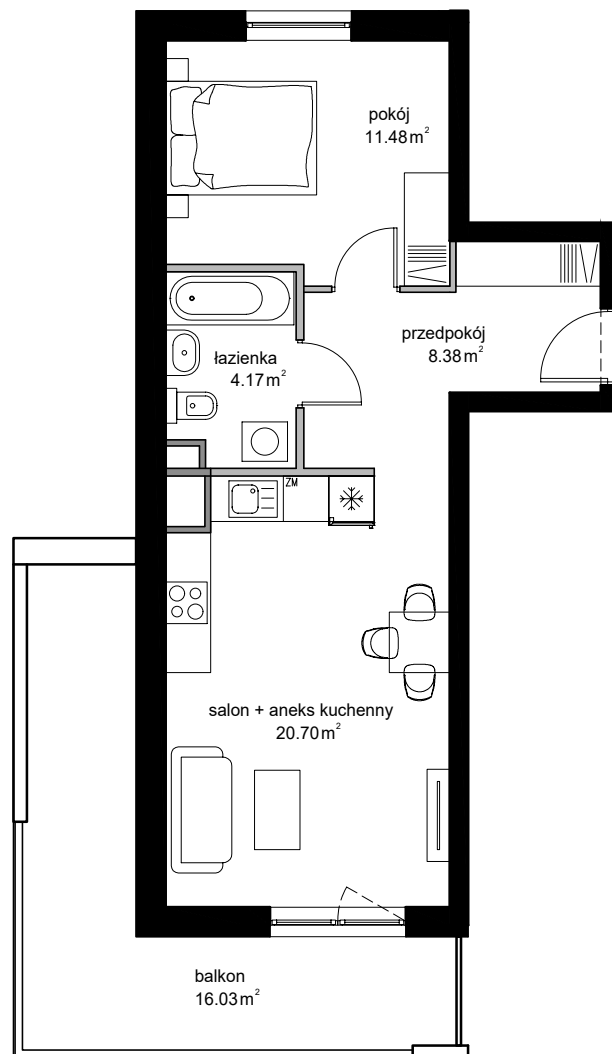 pokój
11.48 m²
przedpokój
8.38 m²
łazienka
4.17 m²
ZM
salon + aneks kuchenny
20.70 m²
balkon
16.03 m²